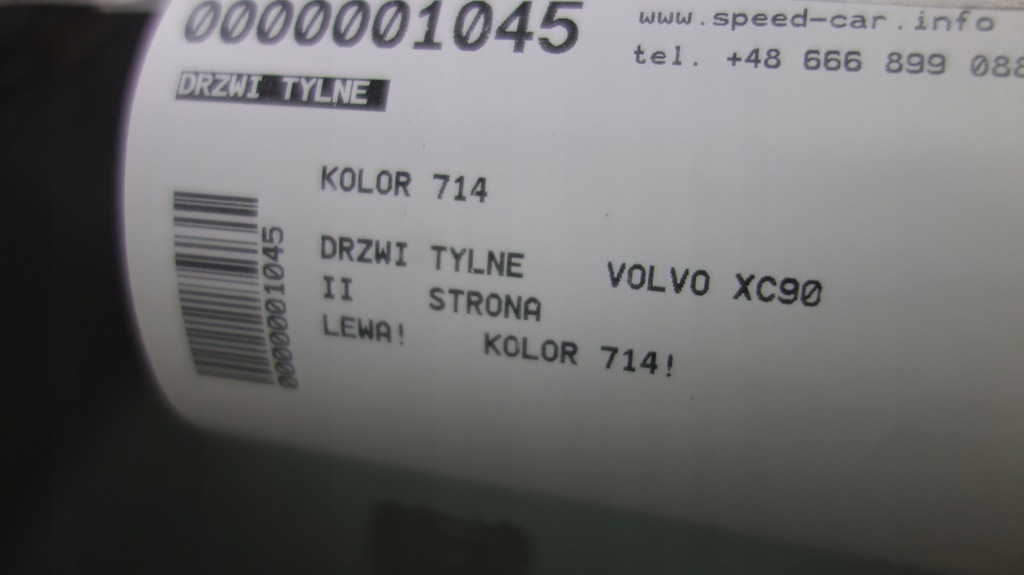 0000001045
www.speed-car.info
tel. +48 666 899 088
DRZWI TYLNE
KOLOR 714
DRZWI TYLNE VOLVO XC90
II STRONA
LEWA! KOLOR 714!
0000001045